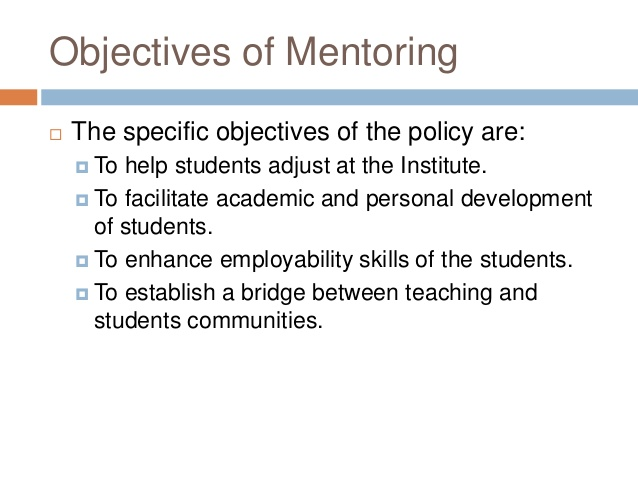 Objectives of Mentoring
The specific objectives of the policy are:
To help students adjust at the Institute.
To facilitate academic and personal development
of students.
To enhance employability skills of the students.
To establish a bridge between teaching and
students communities.